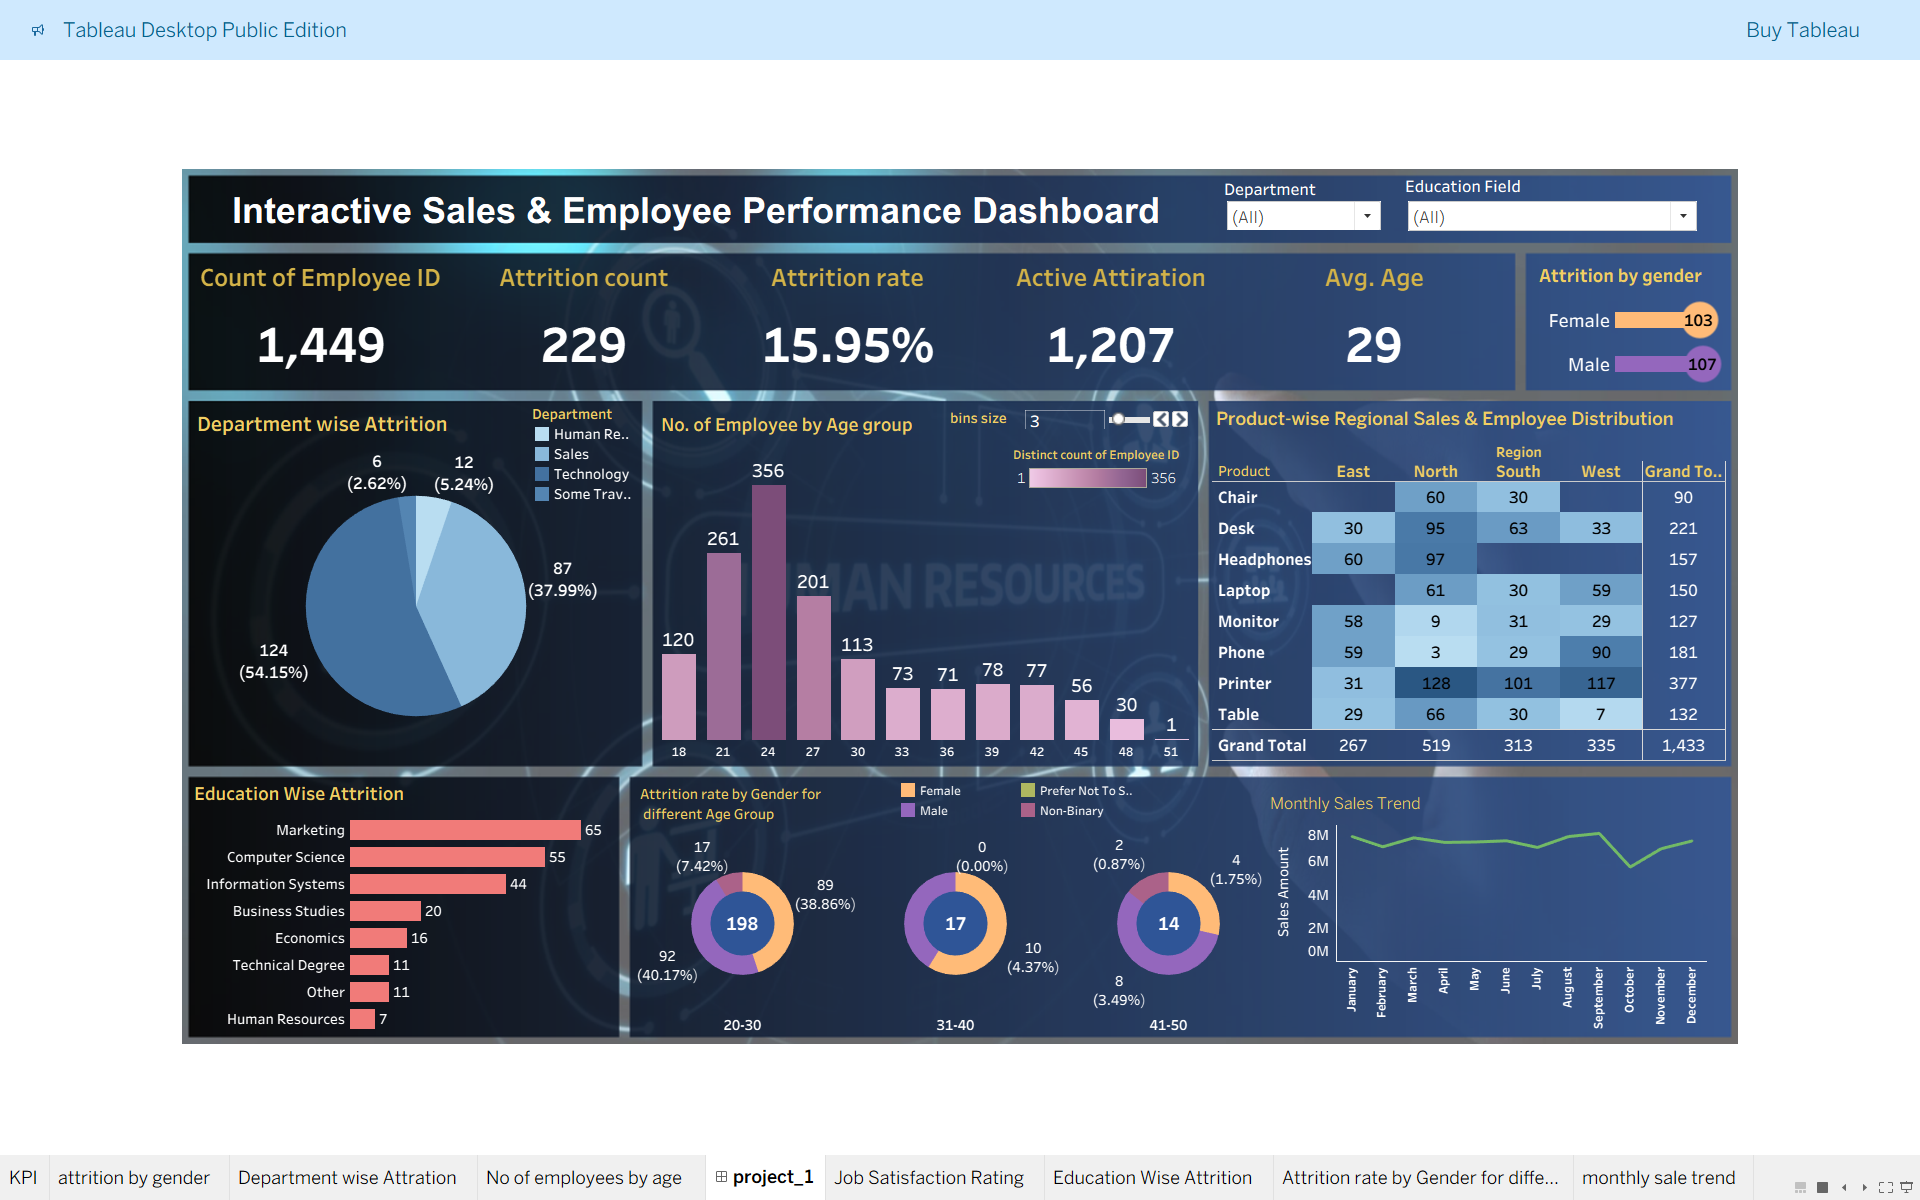 Tableau Desktop Public Edition
Buy Tableau
Interactive Sales & Employee Performance Dashboard
Department
(All)
Education Field
(All)
Count of Employee ID
1,449
Attrition count
229
Attrition rate
15.95%
Active Attiration
1,207
Avg. Age
29
Attrition by gender
Female 103
Male 107
Department wise Attrition
Department
Human Re..
Sales
Technology
Some Trav..
6
(2.62%)
12
(5.24%)
87
(37.99%)
124
(54.15%)
No. of Employee by Age group
bins size
3
Distinct count of Employee ID
1 356
HUMAN RESOURCES
120 261 356 201 113 73 71 78 77 56 30 1
18 21 24 27 30 33 36 39 42 45 48 51
Product-wise Regional Sales & Employee Distribution
Region
Product East North South West Grand To..
Chair 60 30 90
Desk 30 95 63 33 221
Headphones 60 97 157
Laptop 61 30 59 150
Monitor 58 9 31 29 127
Phone 59 3 29 90 181
Printer 31 128 101 117 377
Table 29 66 30 7 132
Grand Total 267 519 313 335 1,433
Education Wise Attrition
Marketing 65
Computer Science 55
Information Systems 44
Business Studies 20
Economics 16
Technical Degree 11
Other 11
Human Resources 7
Attrition rate by Gender for
different Age Group
Female
Male
Prefer Not To S..
Non-Binary
17
(7.42%)
89
(38.86%)
198
92
(40.17%)
20-30
0
(0.00%)
17
10
(4.37%)
31-40
2
(0.87%)
4
(1.75%)
14
8
(3.49%)
41-50
Monthly Sales Trend
Sales Amount
8M
6M
4M
2M
0M
January
February
March
April
May
June
July
August
September
October
November
December
KPI
attrition by gender
Department wise Attration
No of employees by age
project_1
Job Satisfaction Rating
Education Wise Attrition
Attrition rate by Gender for diffe...
monthly sale trend